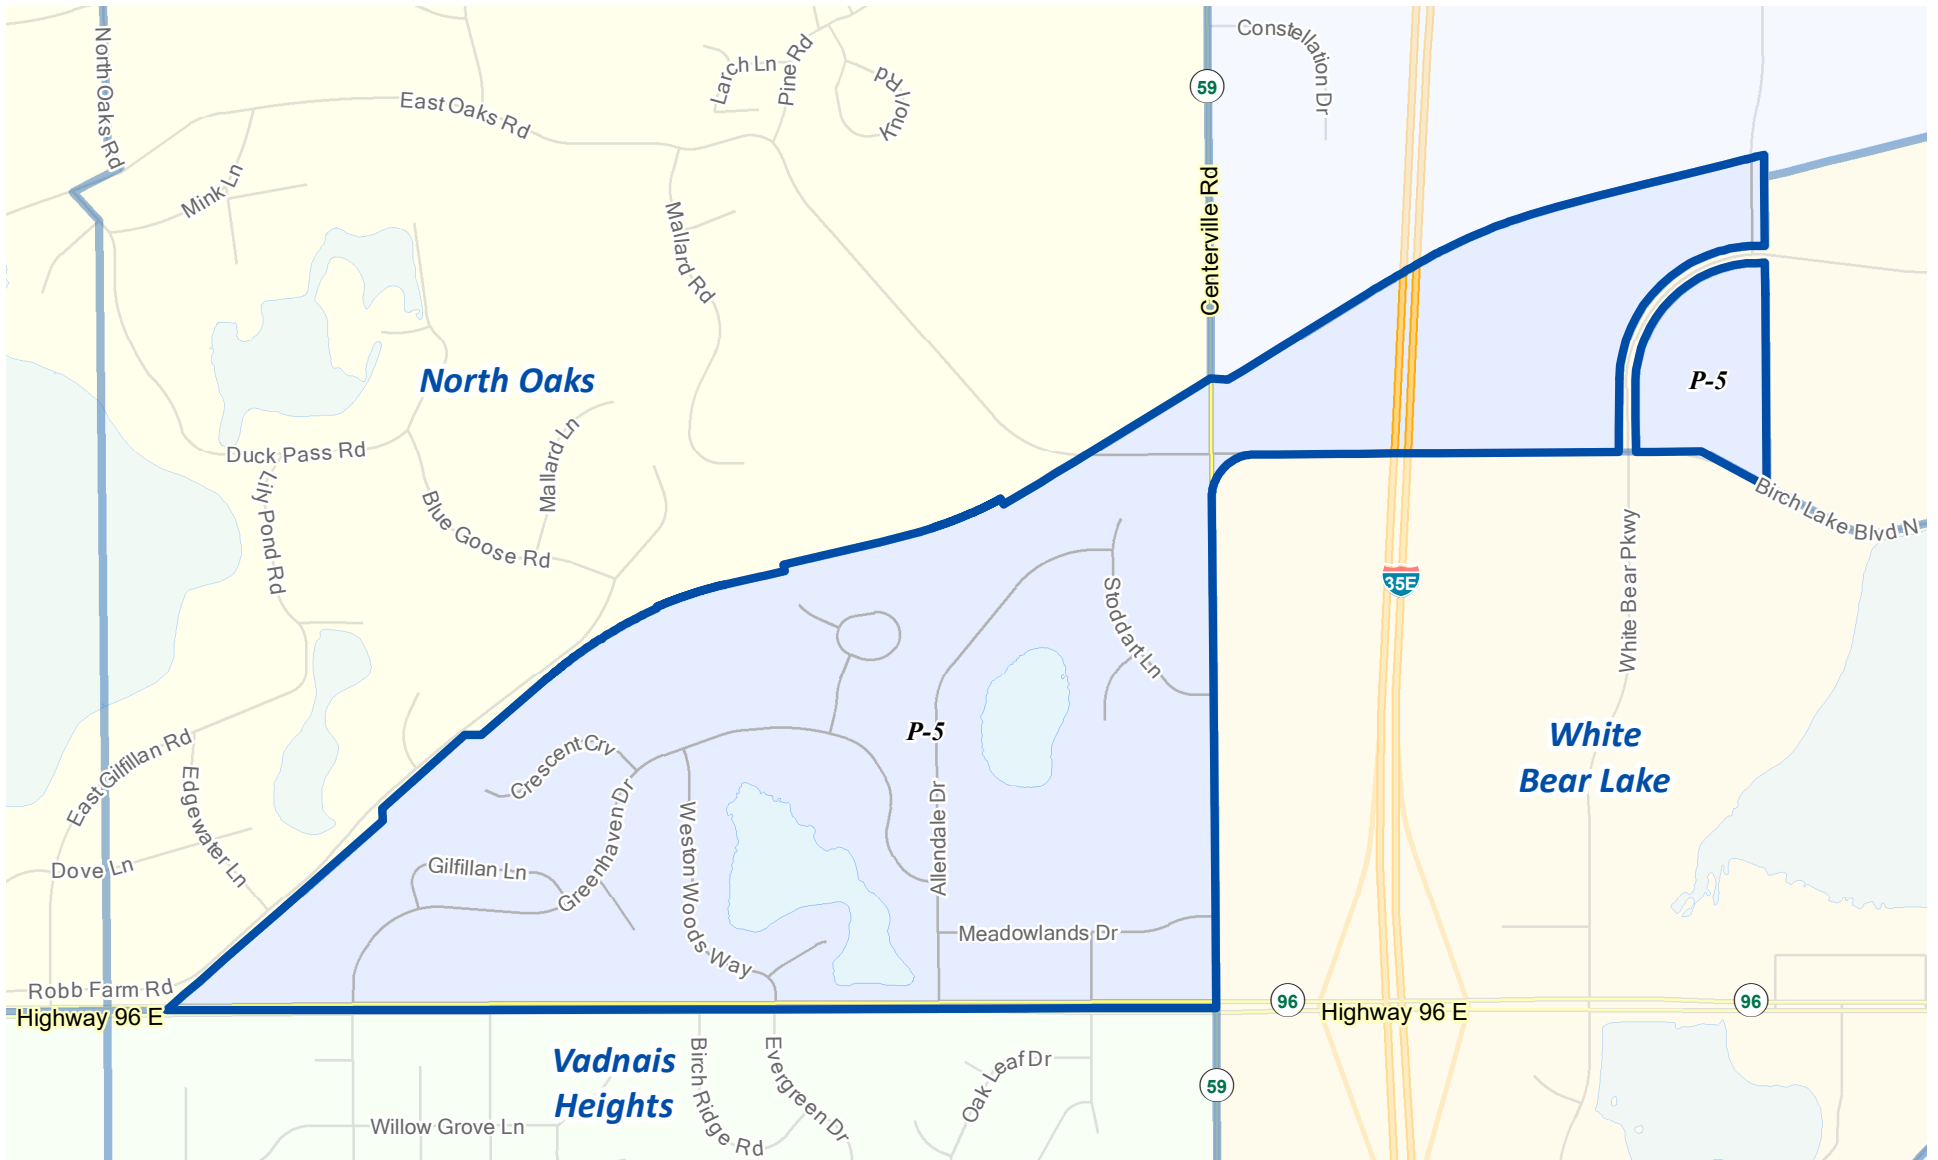 North Oaks Rd
East Oaks Rd
Larch Ln
Pine Rd
Knoll Rd
59
Constellation Dr
Mink Ln
Mallard Rd
Centerville Rd
North Oaks
P-5
Duck Pass Rd
Lily Pond Rd
Mallard Ln
Blue Goose Rd
Birch Lake Blvd N
White Bear Pkwy
35E
Stoddart Ln
P-5
East Gilfillan Rd
Edgewater Ln
Dove Ln
Crescent Crv
Greenhaven Dr
Gilfillan Ln
Weston Woods Way
Allendale Dr
Meadowlands Dr
White
Bear Lake
Robb Farm Rd
Highway 96 E
96
Highway 96 E
96
Vadnais
Heights
Birch Ridge Rd
Evergreen Dr
Oak Leaf Dr
59
Willow Grove Ln